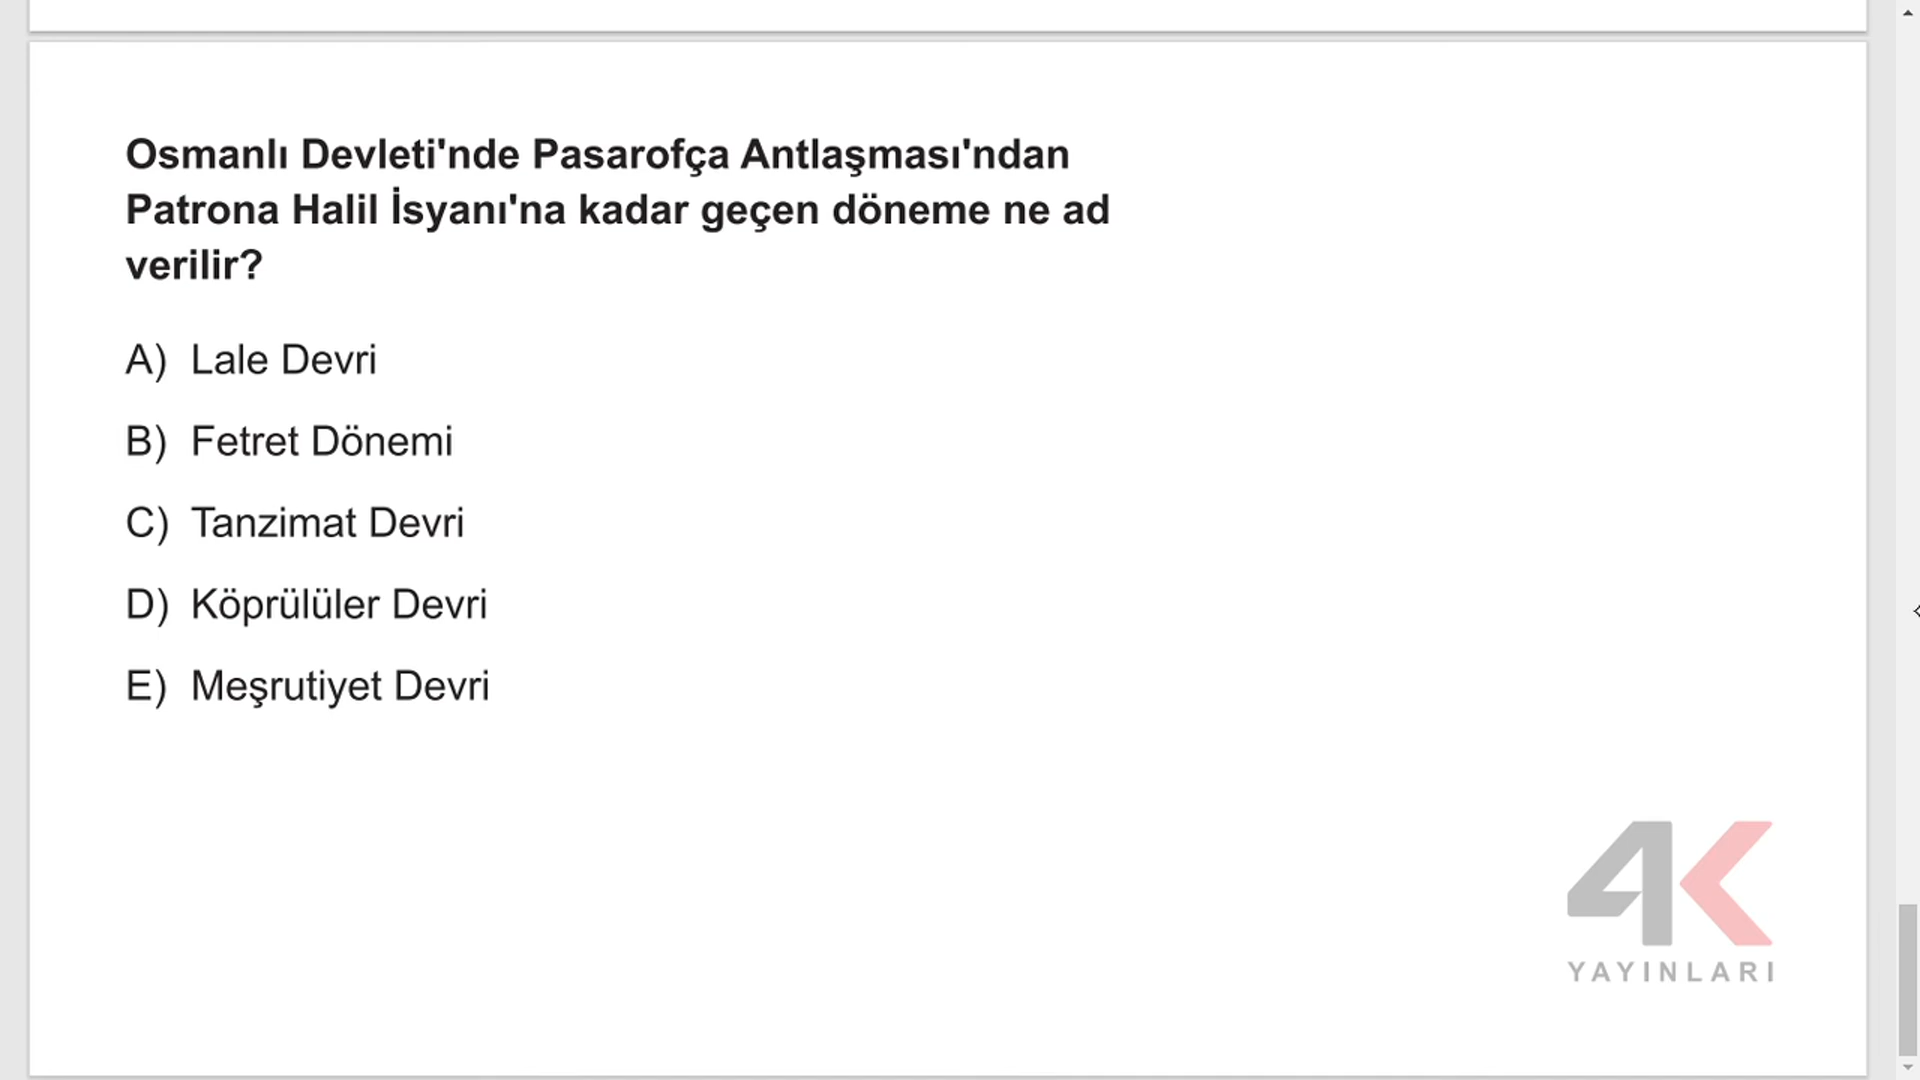 Osmanlı Devleti'nde Pasarofça Antlaşması'ndan
Patrona Halil İsyanı'na kadar geçen döneme ne ad
verilir?
A) Lale Devri
B) Fetret Dönemi
C) Tanzimat Devri
D) Köprülüler Devri
E) Meşrutiyet Devri
4K
YAYINLARI